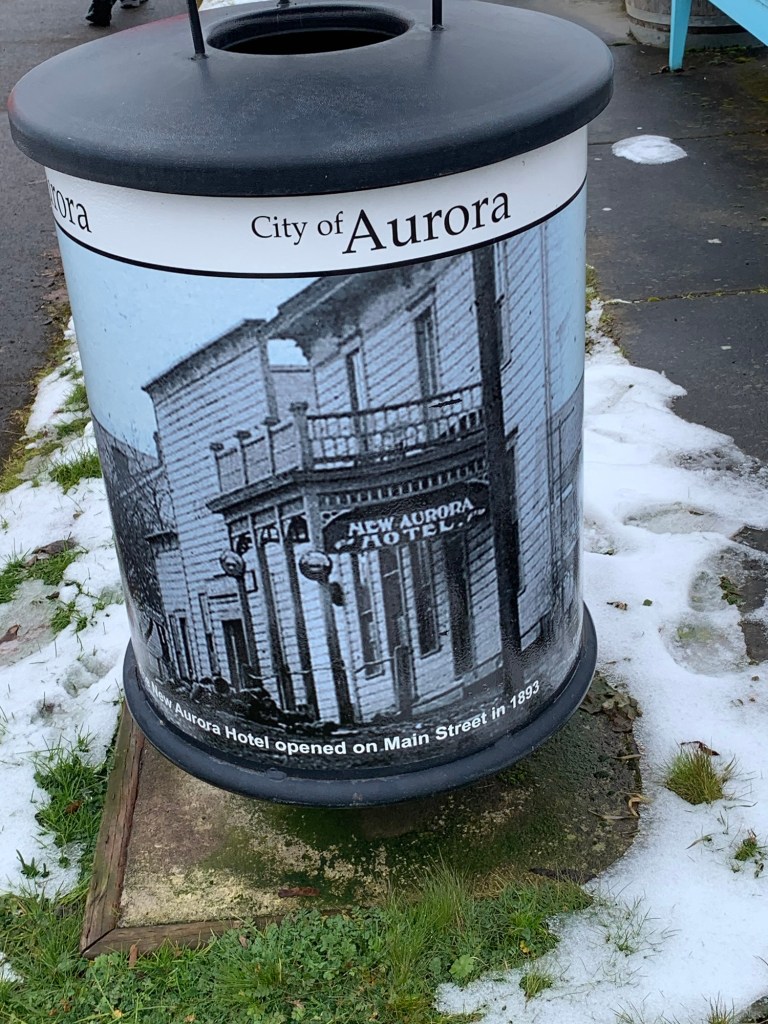 rora
City of Aurora
NEW AURORA
HOTEL.
New Aurora Hotel opened on Main Street in 1893